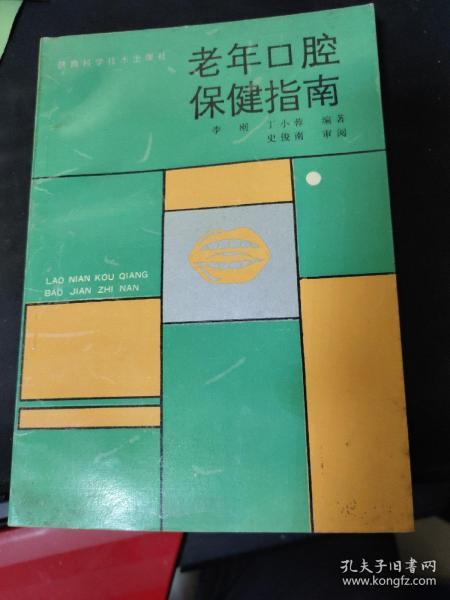 陕西科学技术出版社
老年口腔
保健指南
李刚 丁小蓉 编著
史俊南 审阅
LAO NIAN KOU QIANG
BAO JIAN ZHI NAN
孔夫子旧书网
www.kongfz.com